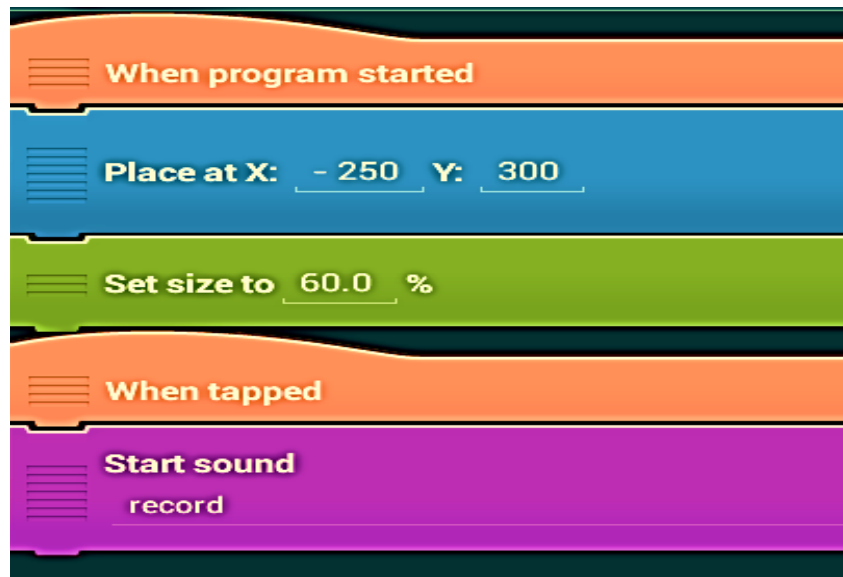 When program started
Place at X: - 250 Y: 300
Set size to 60.0 %
When tapped
Start sound
record